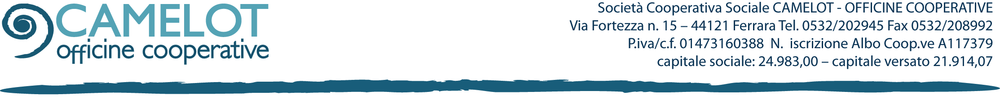 CAMELOT
officine cooperative
Società Cooperativa Sociale CAMELOT - OFFICINE COOPERATIVE
Via Fortezza n. 15 – 44121 Ferrara Tel. 0532/202945 Fax 0532/208992
P.iva/c.f. 01473160388  N.  iscrizione Albo Coop.ve A117379
capitale sociale: 24.983,00 – capitale versato 21.914,07